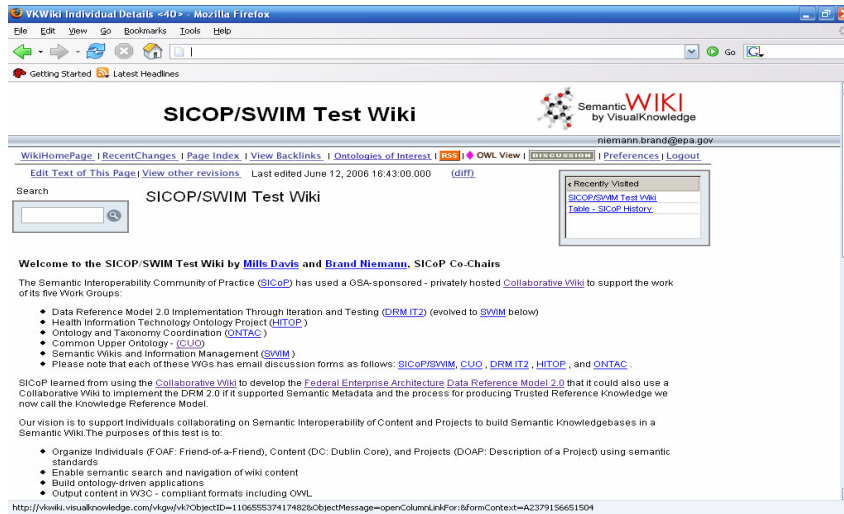 VKWiki Individual Details <40> - Mozilla Firefox
File Edit View Go Bookmarks Tools Help
Go G
Getting Started Latest Headlines
SICOP/SWIM Test Wiki
Semantic WIKI
by VisualKnowledge
niemann.brand@epa.gov
WikiHomePage | RecentChanges | Page Index | View Backlinks | Ontologies of Interest | RSS | OWL View | DISCUSSION | Preferences | Logout
Edit Text of This Page | View other revisions Last edited June 12, 2006 16:43:00.000 (diff)
Search
SICOP/SWIM Test Wiki
Recently Visited
SICOP/SWIM Test Wiki
Table - SICoP History
Welcome to the SICOP/SWIM Test Wiki by Mills Davis and Brand Niemann, SICoP Co-Chairs
The Semantic Interoperability Community of Practice (SICoP) has used a GSA-sponsored - privately hosted Collaborative Wiki to support the work
of its five Work Groups:
Data Reference Model 2.0 Implementation Through Iteration and Testing (DRM IT2) (evolved to SWIM below)
Health Information Technology Ontology Project (HITOP )
Ontology and Taxonomy Coordination (ONTAC )
Common Upper Ontology - (CUO)
Semantic Wikis and Information Management (SWIM )
Please note that each of these WGs has email discussion forms as follows: SICoP/SWIM, CUO , DRM IT2 , HITOP , and ONTAC .
SICoP learned from using the Collaborative Wiki to develop the Federal Enterprise Architecture Data Reference Model 2.0 that it could also use a
Collaborative Wiki to implement the DRM 2.0 if it supported Semantic Metadata and the process for producing Trusted Reference Knowledge we
now call the Knowledge Reference Model.
Our vision is to support Individuals collaborating on Semantic Interoperability of Content and Projects to build Semantic Knowledgebases in a
Semantic Wiki.The purposes of this test is to:
Organize Individuals (FOAF: Friend-of-a-Friend), Content (DC: Dublin Core), and Projects (DOAP: Description of a Project) using semantic
standards
Enable semantic search and navigation of wiki content
Build ontology-driven applications
Output content in W3C - compliant formats including OWL
http://vkwiki.visualknowledge.com/vkgw/vk?ObjectID=1106555374174828&ObjectMessage=openColumnLinkFor:&formContext=A2379156651504